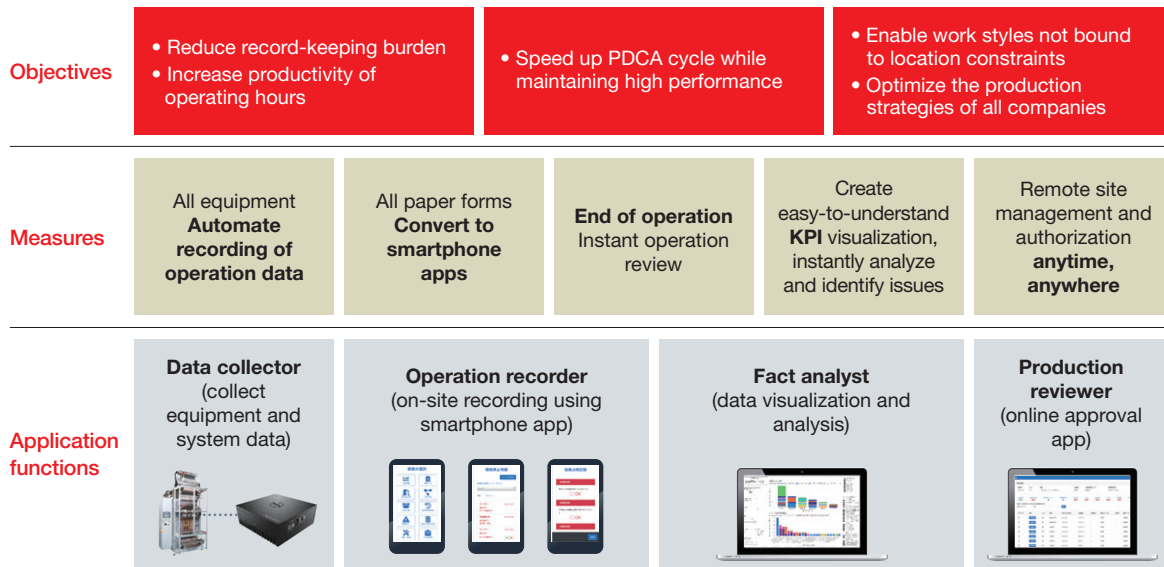 Objectives
• Reduce record-keeping burden
• Increase productivity of
operating hours
• Speed up PDCA cycle while
maintaining high performance
• Enable work styles not bound
to location constraints
• Optimize the production
strategies of all companies
Measures
All equipment
Automate
recording of
operation data
All paper forms
Convert to
smartphone
apps
End of operation
Instant operation
review
Create
easy-to-understand
KPI visualization,
instantly analyze
and identify issues
Remote site
management and
authorization
anytime,
anywhere
Application
functions
Data collector
(collect
equipment and
system data)
Operation recorder
(on-site recording using
smartphone app)
Fact analyst
(data visualization and
analysis)
Production
reviewer
(online approval
app)